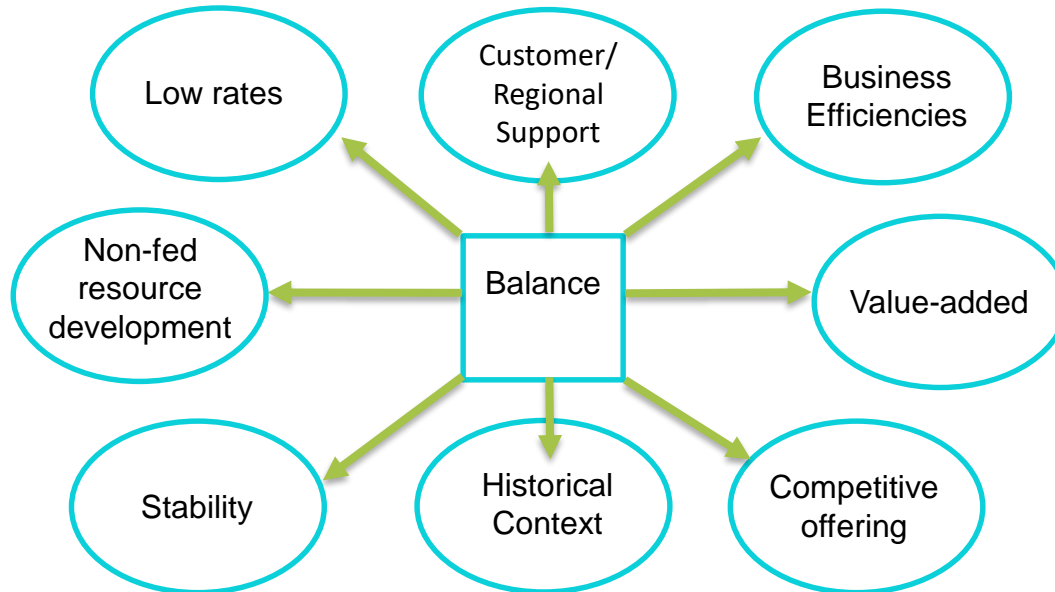 Low rates
Customer/
Regional
Support
Business
Efficiencies
Non-fed
resource
development
Balance
Value-added
Stability
Historical
Context
Competitive
offering